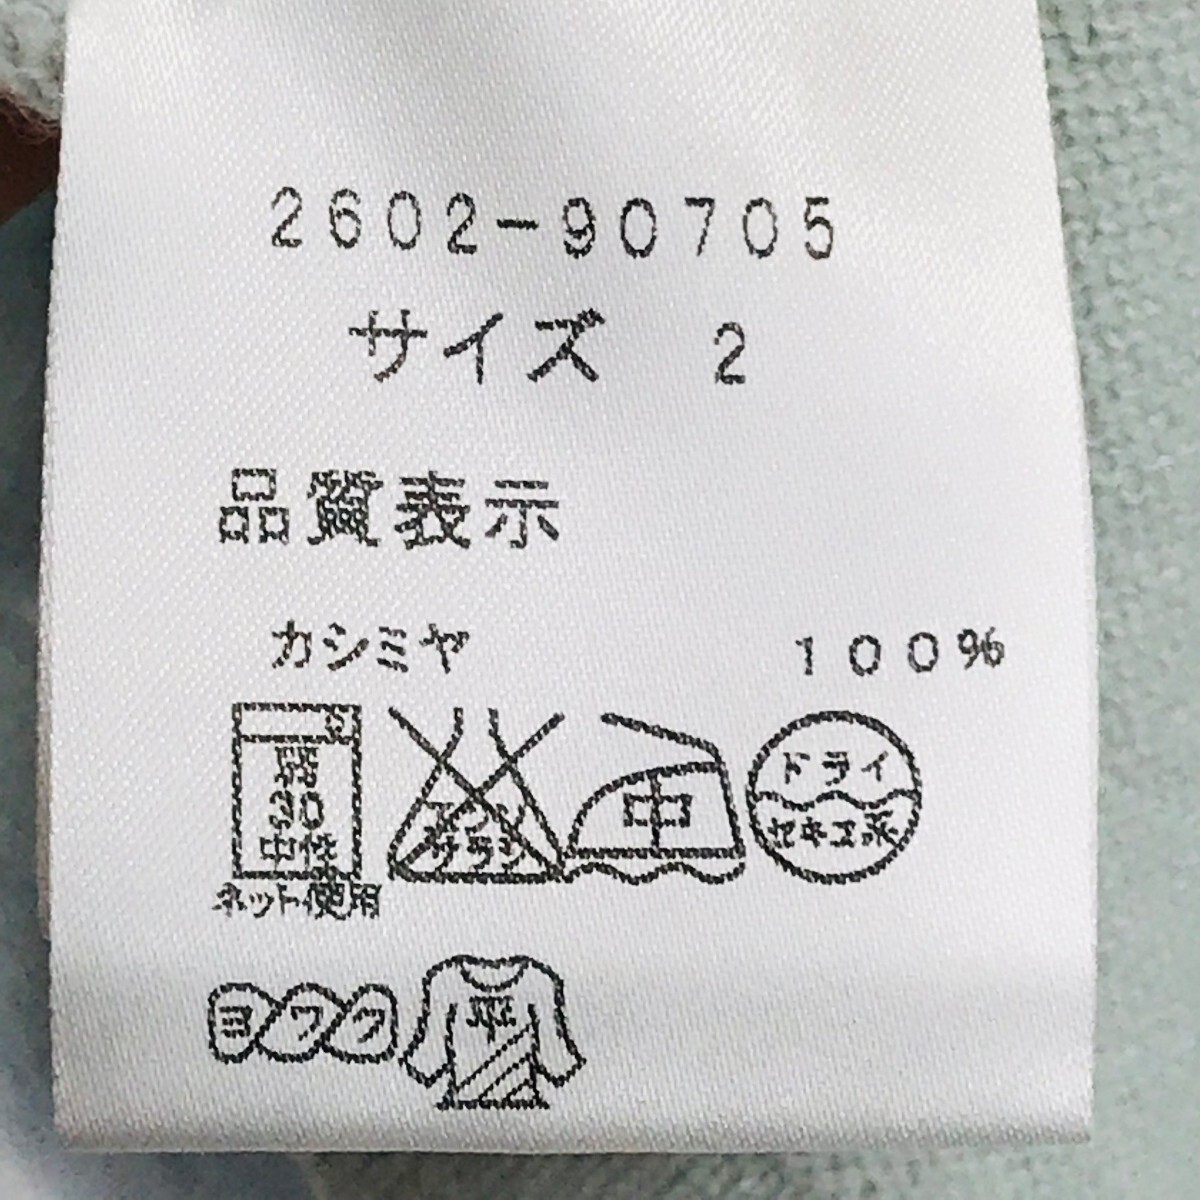 2602-90705
サイズ 2
品質表示
カシミヤ 100%
弱
30
中性
ネット使用
エンソ
サラシ
中
ドライ
セキユ系
ヨワク
平